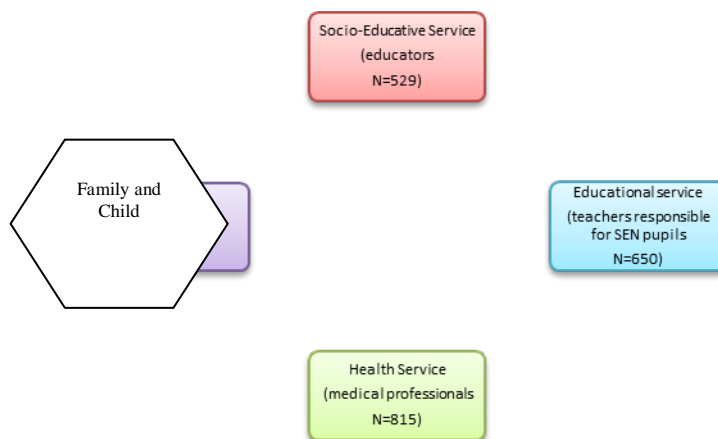 Socio-Educative Service
(educators
N=529)
Family and
Child
Educational service
(teachers responsible
for SEN pupils
N=650)
Health Service
(medical professionals
N=815)